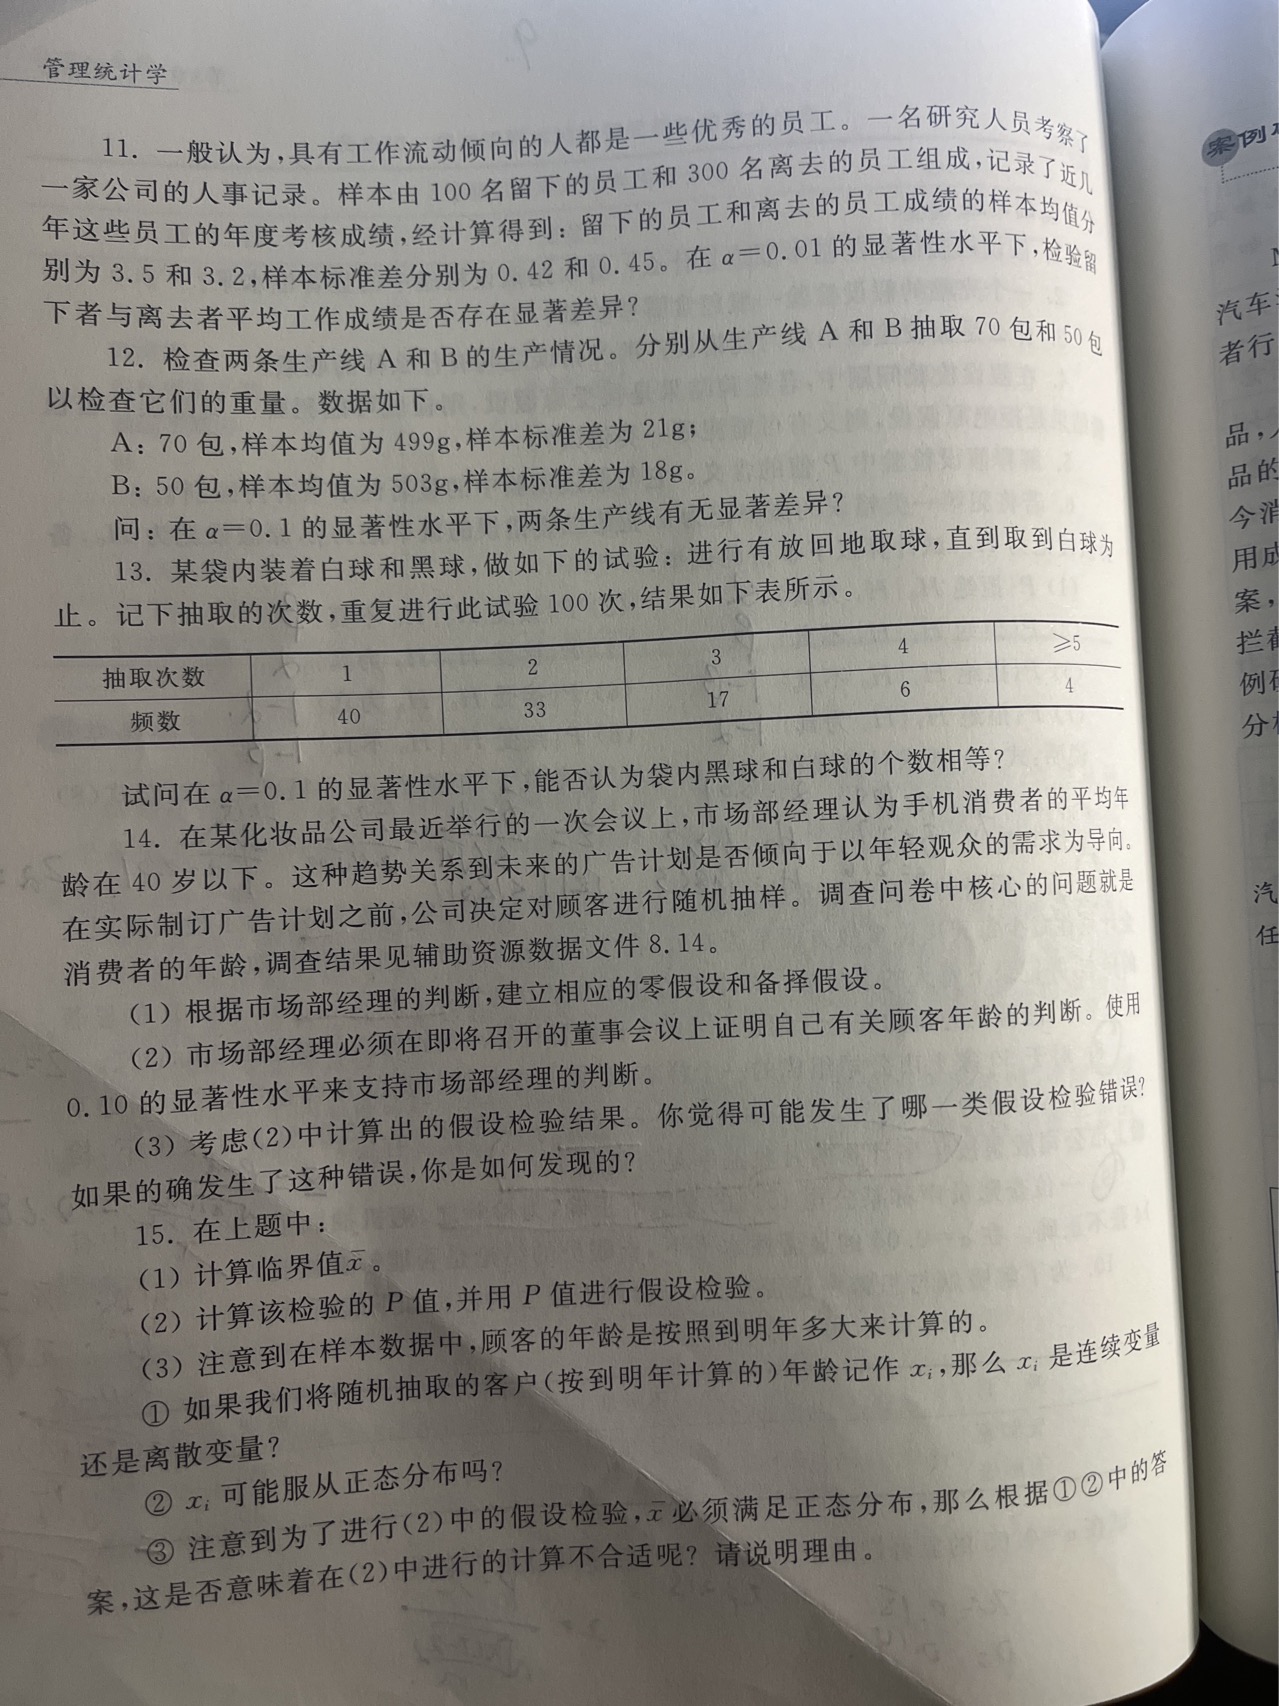 管理统计学
11. 一般认为,具有工作流动倾向的人都是一些优秀的员工。一名研究人员考察了
一家公司的人事记录。样本由 100 名留下的员工和 300 名离去的员工组成,记录了近几
年这些员工的年度考核成绩,经计算得到：留下的员工和离去的员工成绩的样本均值分
别为 3.5 和 3.2,样本标准差分别为 0.42 和 0.45。在 α=0.01 的显著性水平下,检验留
下者与离去者平均工作成绩是否存在显著差异?
12. 检查两条生产线 A 和 B 的生产情况。分别从生产线 A 和 B 抽取 70 包和 50 包
以检查它们的重量。数据如下。
A：70 包,样本均值为 499g,样本标准差为 21g;
B：50 包,样本均值为 503g,样本标准差为 18g。
问：在 α=0.1 的显著性水平下,两条生产线有无显著差异?
13. 某袋内装着白球和黑球,做如下的试验：进行有放回地取球,直到取到白球为
止。记下抽取的次数,重复进行此试验 100 次,结果如下表所示。
抽取次数 1 2 3 4 ≥5
频数 40 33 17 6 4
试问在 α=0.1 的显著性水平下,能否认为袋内黑球和白球的个数相等?
14. 在某化妆品公司最近举行的一次会议上,市场部经理认为手机消费者的平均年
龄在 40 岁以下。这种趋势关系到未来的广告计划是否倾向于以年轻观众的需求为导向。
在实际制订广告计划之前,公司决定对顾客进行随机抽样。调查问卷中核心的问题就是
消费者的年龄,调查结果见辅助资源数据文件 8.14。
(1) 根据市场部经理的判断,建立相应的零假设和备择假设。
(2) 市场部经理必须在即将召开的董事会议上证明自己有关顾客年龄的判断。使用
0.10 的显著性水平来支持市场部经理的判断。
(3) 考虑(2)中计算出的假设检验结果。你觉得可能发生了哪一类假设检验错误?
如果的确发生了这种错误,你是如何发现的?
15. 在上题中：
(1) 计算临界值x̄。
(2) 计算该检验的 P 值,并用 P 值进行假设检验。
(3) 注意到在样本数据中,顾客的年龄是按照到明年多大来计算的。
① 如果我们将随机抽取的客户(按到明年计算的)年龄记作 xᵢ,那么 xᵢ 是连续变量
还是离散变量?
② xᵢ 可能服从正态分布吗?
③ 注意到为了进行(2)中的假设检验,x̄ 必须满足正态分布,那么根据①②中的答
案,这是否意味着在(2)中进行的计算不合适呢? 请说明理由。
案例
汽车
者行
品,
品的
今消
用成
案,
拦截
分
汽
任